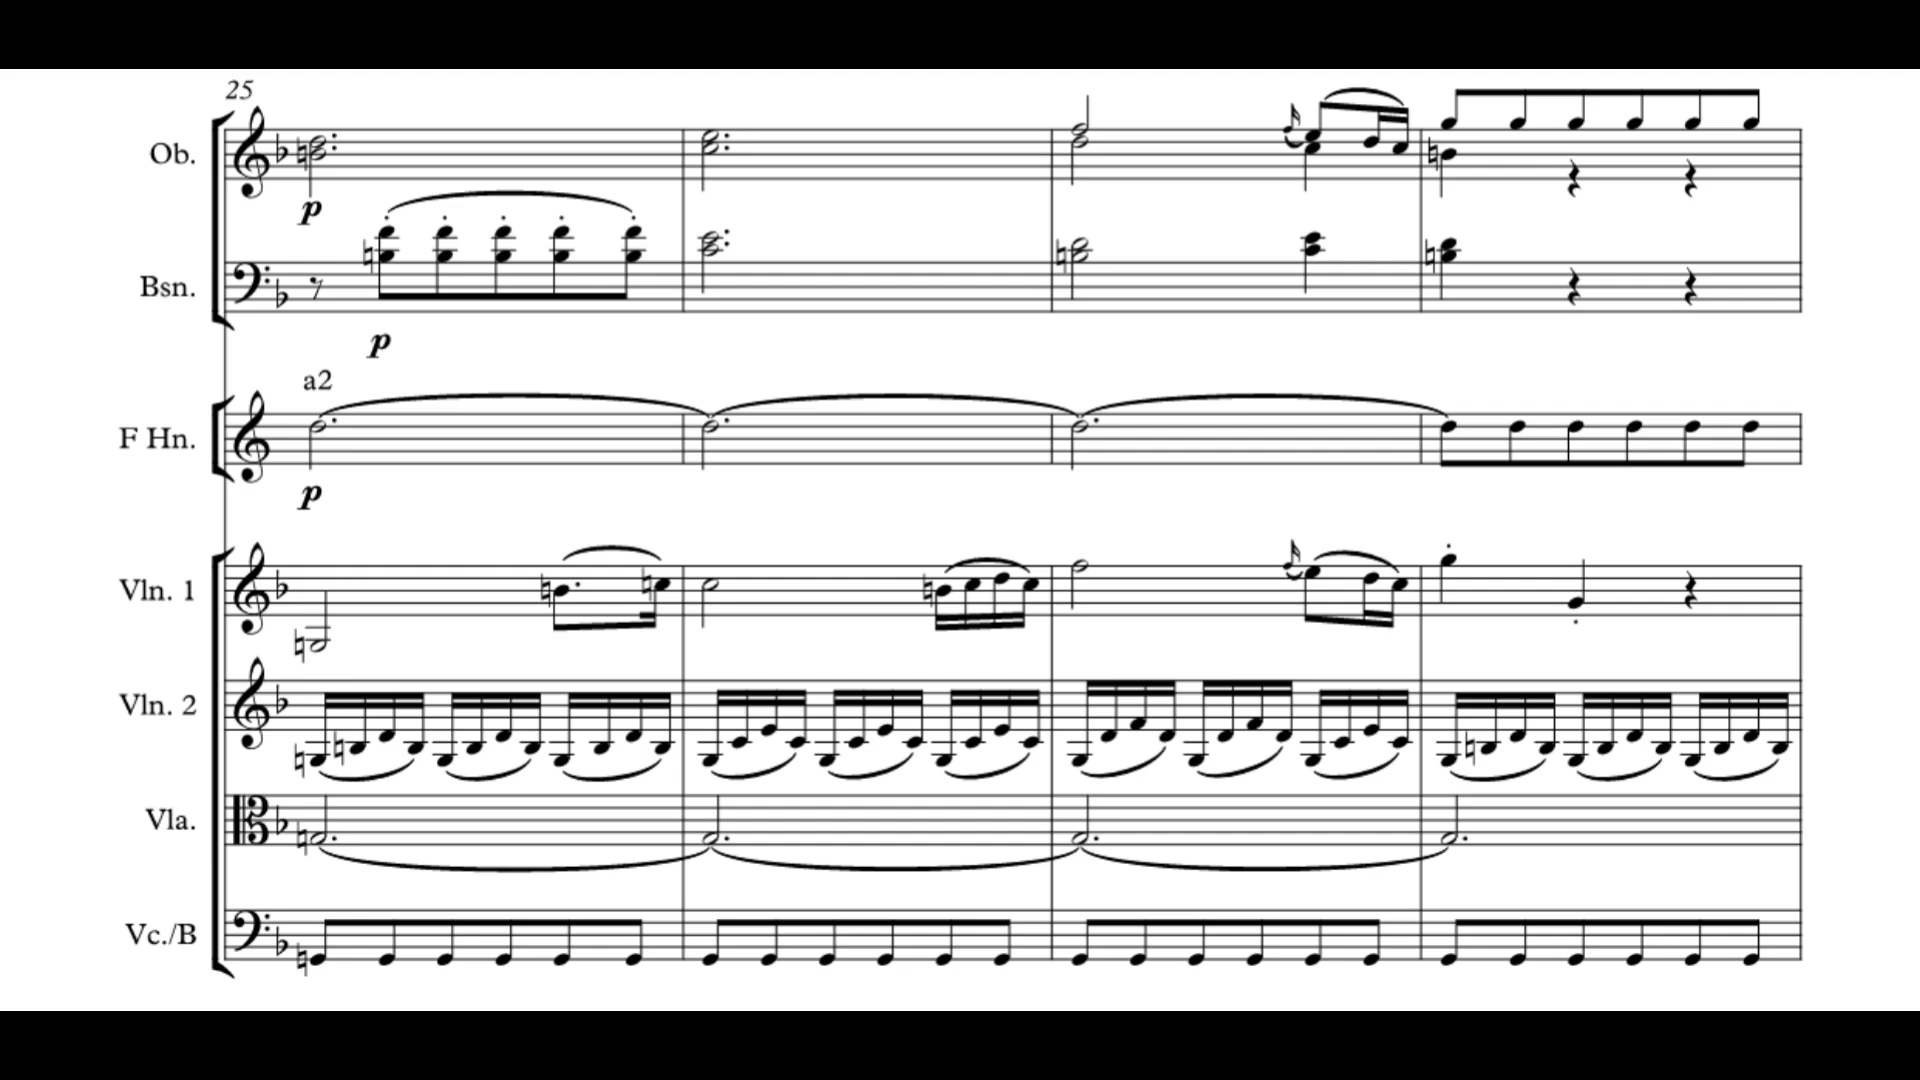 25
Ob.
p
Bsn.
p
a2
F Hn.
p
Vln. 1
Vln. 2
Vla.
Vc./B